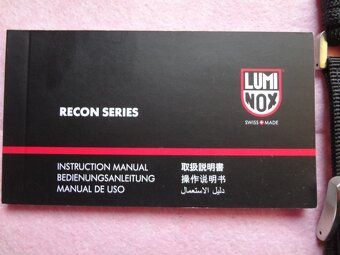 LUMI
NOX
SWISS MADE
RECON SERIES
INSTRUCTION MANUAL
BEDIENUNGSANLEITUNG
MANUAL DE USO
取扱説明書
操作说明书
دليل الاستعمال